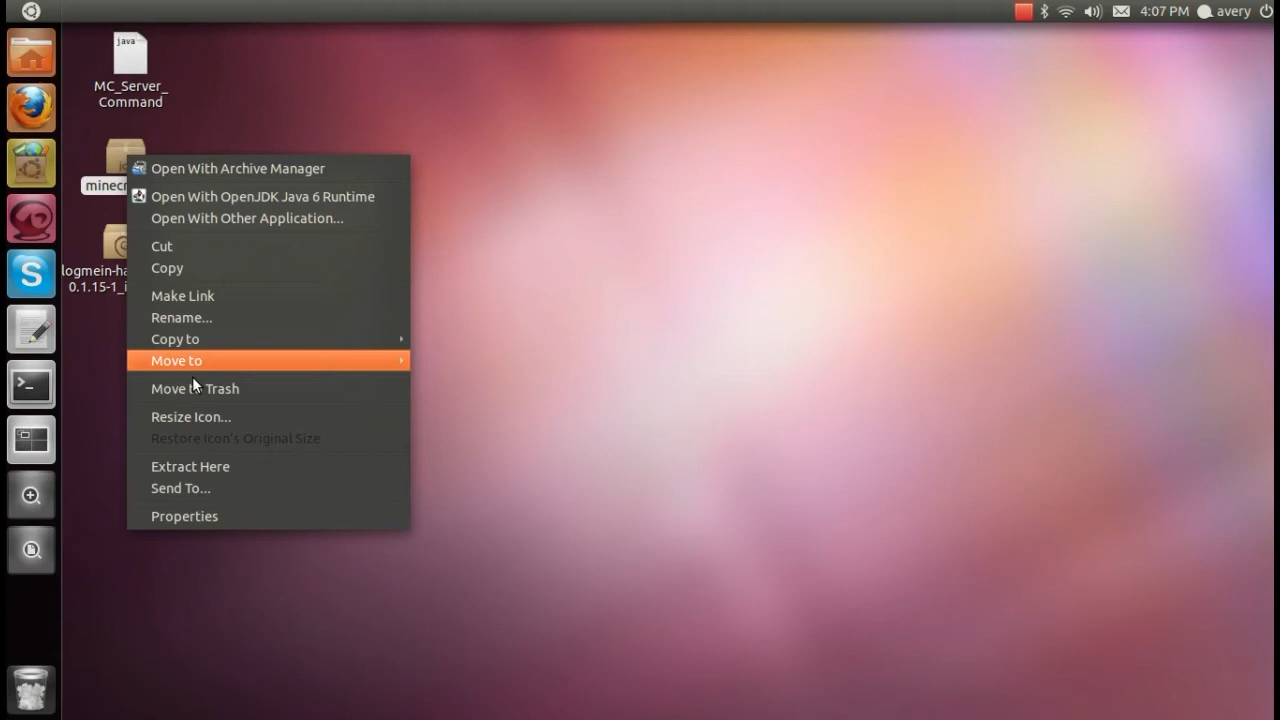 4:07 PM avery
java
MC_Server_
Command
minecr
logmein-ha
0.1.15-1_i
Open With Archive Manager
Open With OpenJDK Java 6 Runtime
Open With Other Application...
Cut
Copy
Make Link
Rename...
Copy to
Move to
Move to Trash
Resize Icon...
Restore Icon's Original Size
Extract Here
Send To...
Properties